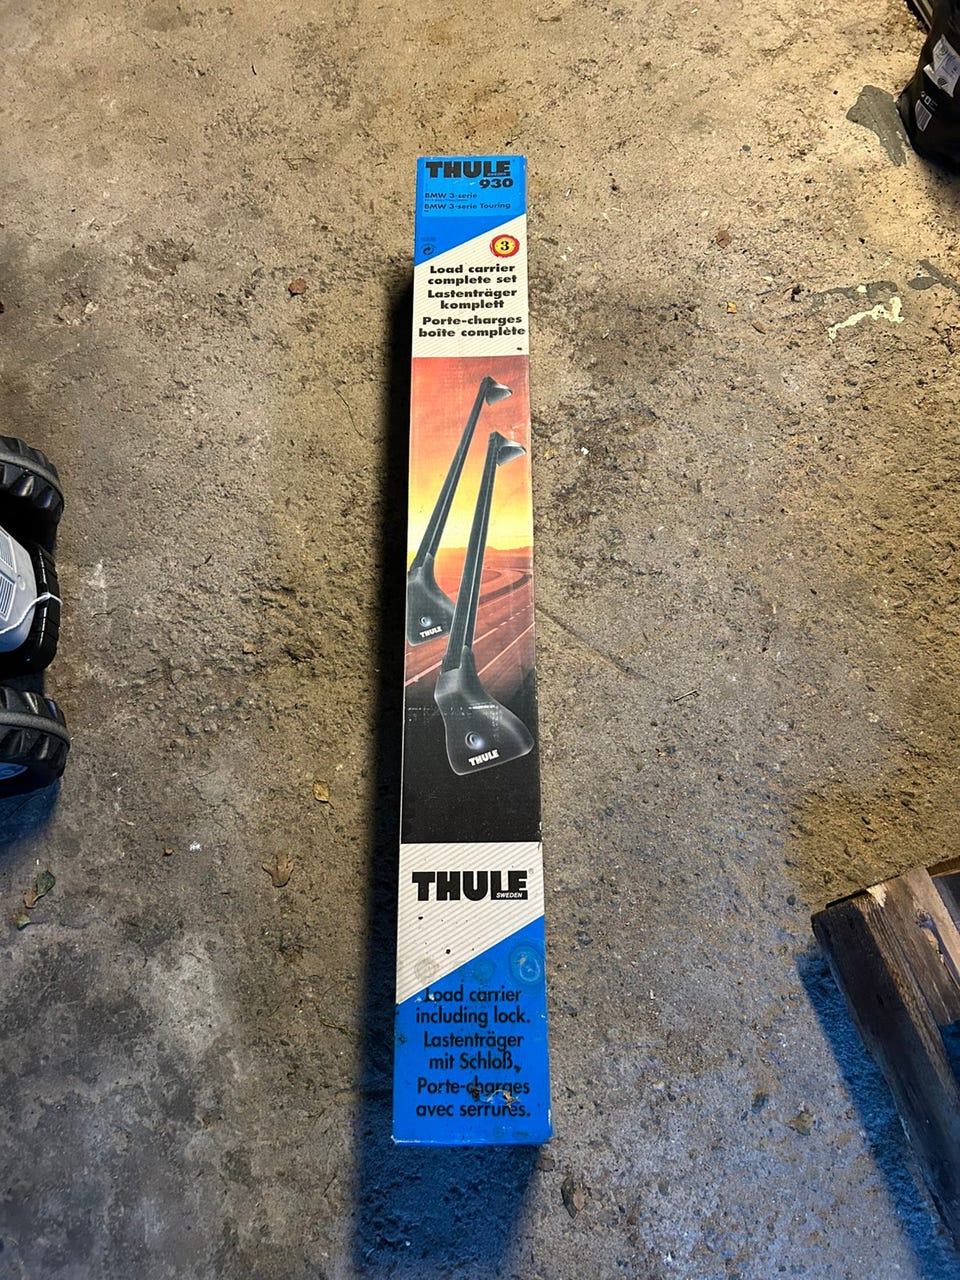 THULE
SWEDEN
930
BMW 3-serie
BMW 3-serie Touring
3
Load carrier
complete set
Lastenträger
komplett
Porte-charges
boîte complète
THULE
THULE
THULE
SWEDEN
Load carrier
including lock.
Lastenträger
mit Schloß.
Porte-charges
avec serrures.